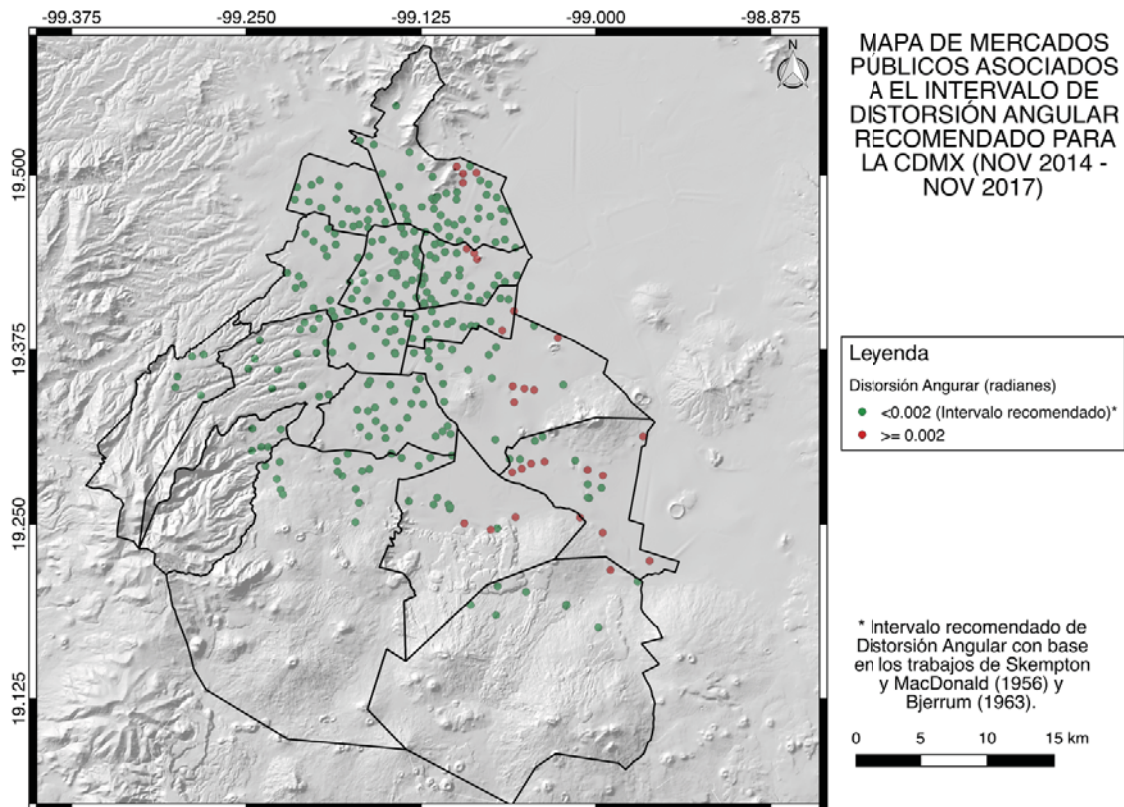 -99.375
-99.250
-99.125
-99.000
-98.875
19.500
19.375
19.250
19.125
N
MAPA DE MERCADOS
PÚBLICOS ASOCIADOS
A EL INTERVALO DE
DISTORSIÓN ANGULAR
RECOMENDADO PARA
LA CDMX (NOV 2014 -
NOV 2017)
Leyenda
Distorsión Angurar (radianes)
<0.002 (Intervalo recomendado)*
>= 0.002
* Intervalo recomendado de
Distorsión Angular con base
en los trabajos de Skempton
y MacDonald (1956) y
Bjerrum (1963).
0 5 10 15 km